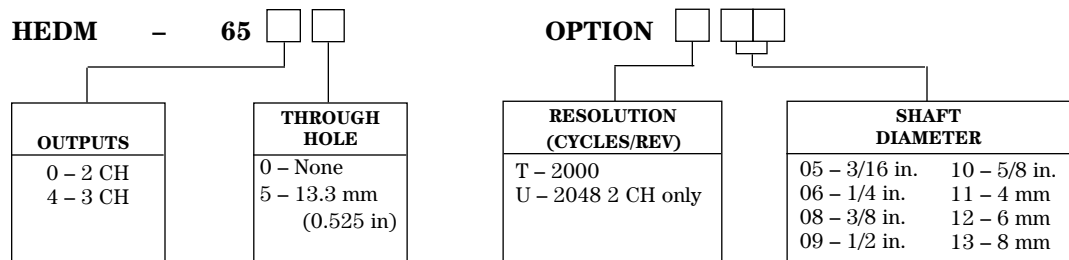 HEDM – 65 OPTION
OUTPUTS
0 – 2 CH
4 – 3 CH
THROUGH
HOLE
0 – None
5 – 13.3 mm
(0.525 in)
RESOLUTION
(CYCLES/REV)
T – 2000
U – 2048 2 CH only
SHAFT
DIAMETER
05 – 3/16 in. 10 – 5/8 in.
06 – 1/4 in. 11 – 4 mm
08 – 3/8 in. 12 – 6 mm
09 – 1/2 in. 13 – 8 mm